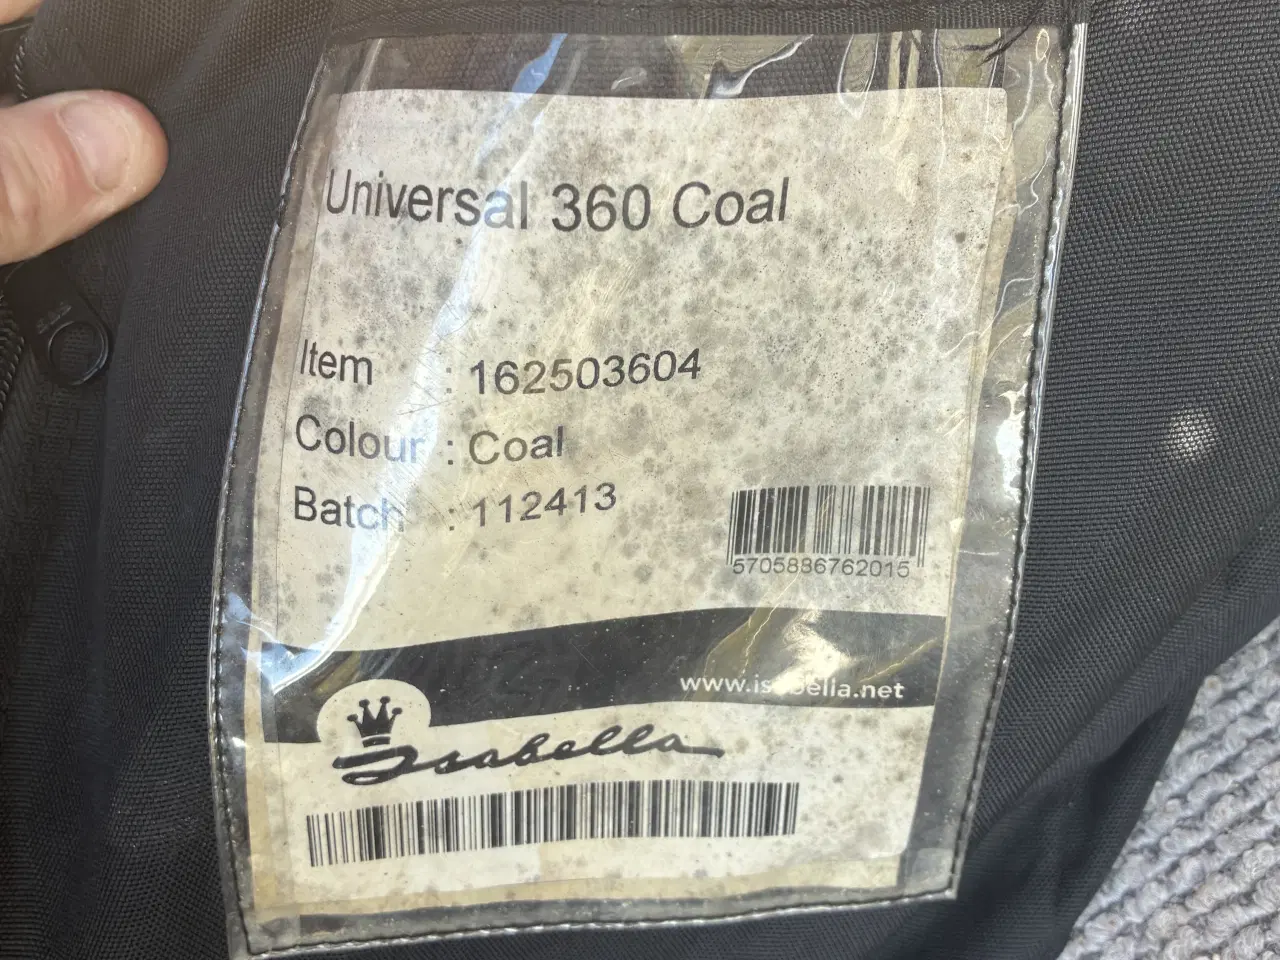 Universal 360 Coal
Item : 162503604
Colour : Coal
Batch : 112413
5705886762015
www.isabella.net
Isabella